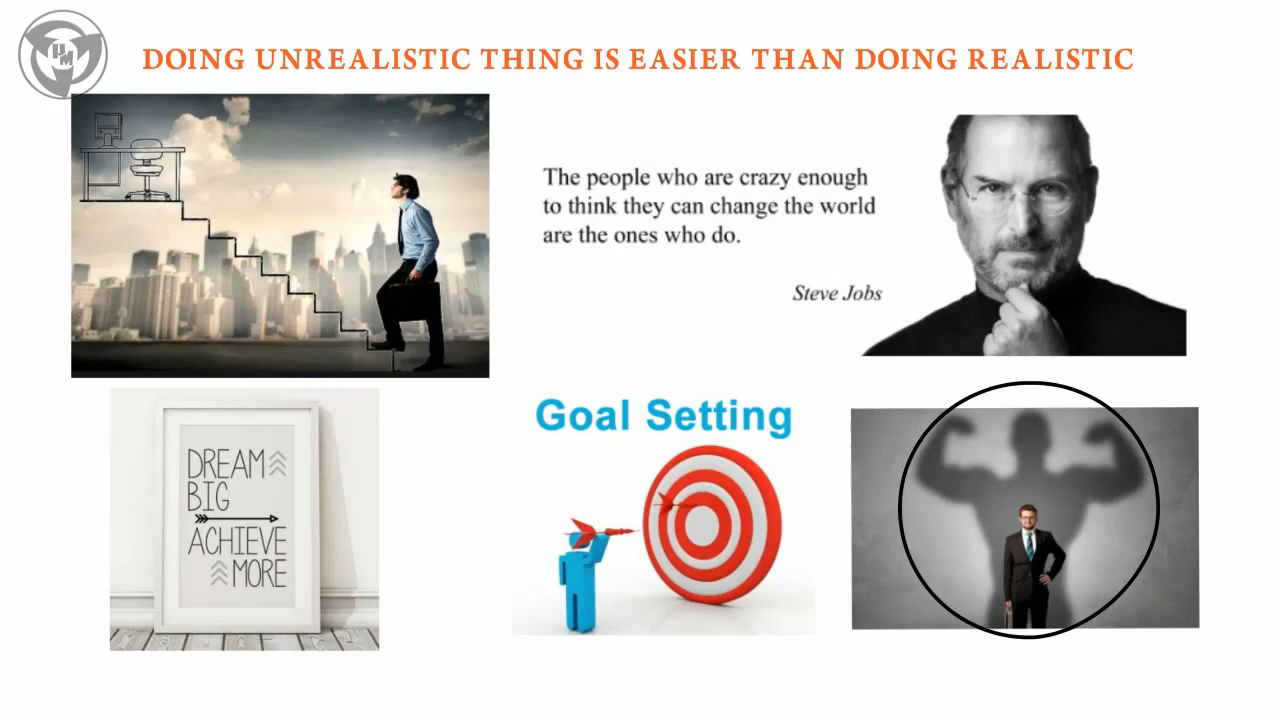 DOING UNREALISTIC THING IS EASIER THAN DOING REALISTIC
UM
The people who are crazy enough
to think they can change the world
are the ones who do.
Steve Jobs
DREAM
BIG
ACHIEVE
MORE
Goal Setting